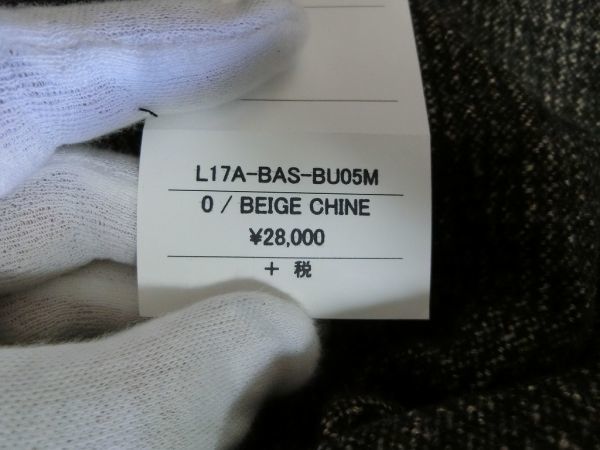 L17A-BAS-BU05M
0 / BEIGE CHINE
¥28,000
+ 税